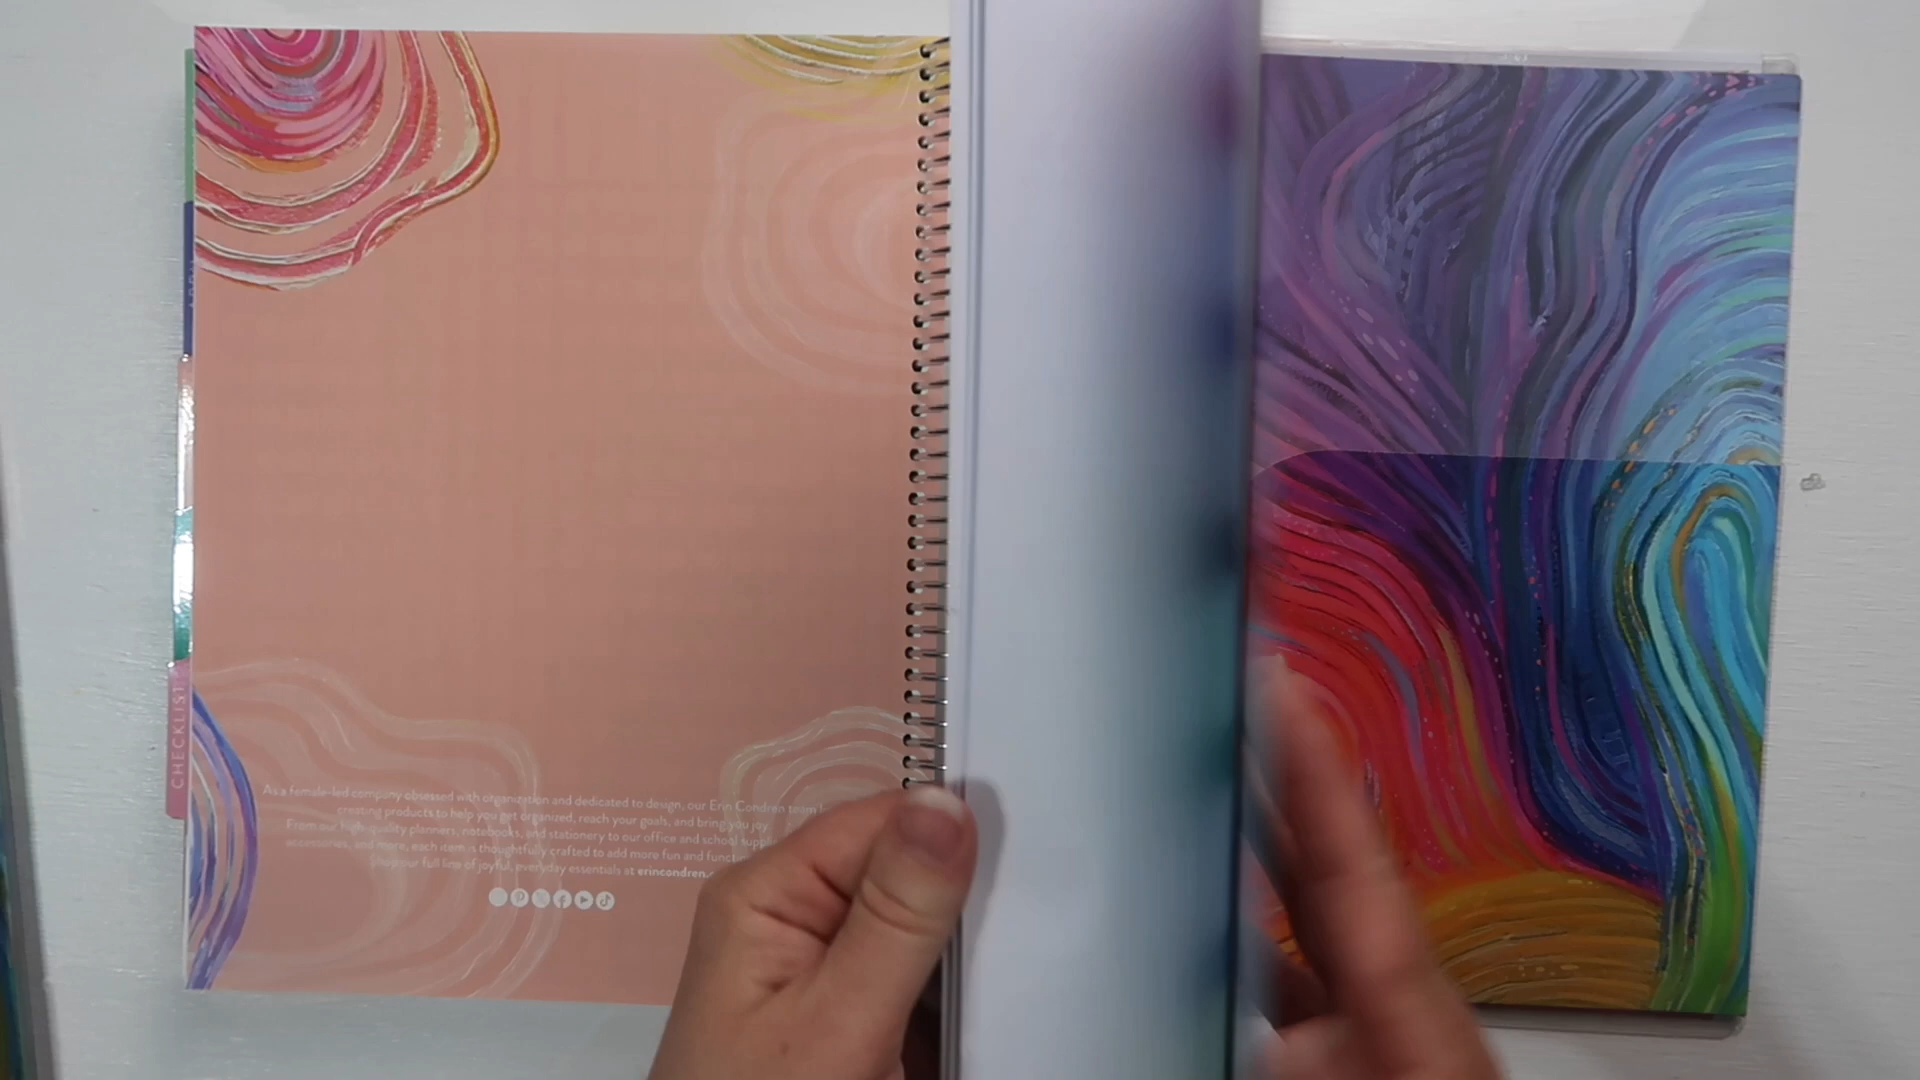 CHECKLIST
As a female-led company obsessed with organization and dedicated to design, our Erin Condren team
creating products to help you get organized, reach your goals, and bring you joy.
From our high-quality planners, notebooks, and stationery to our office and school
accessories, and more, each item is thoughtfully crafted to add more fun and
Shop our full line of joyful, everyday essentials at erincondren.